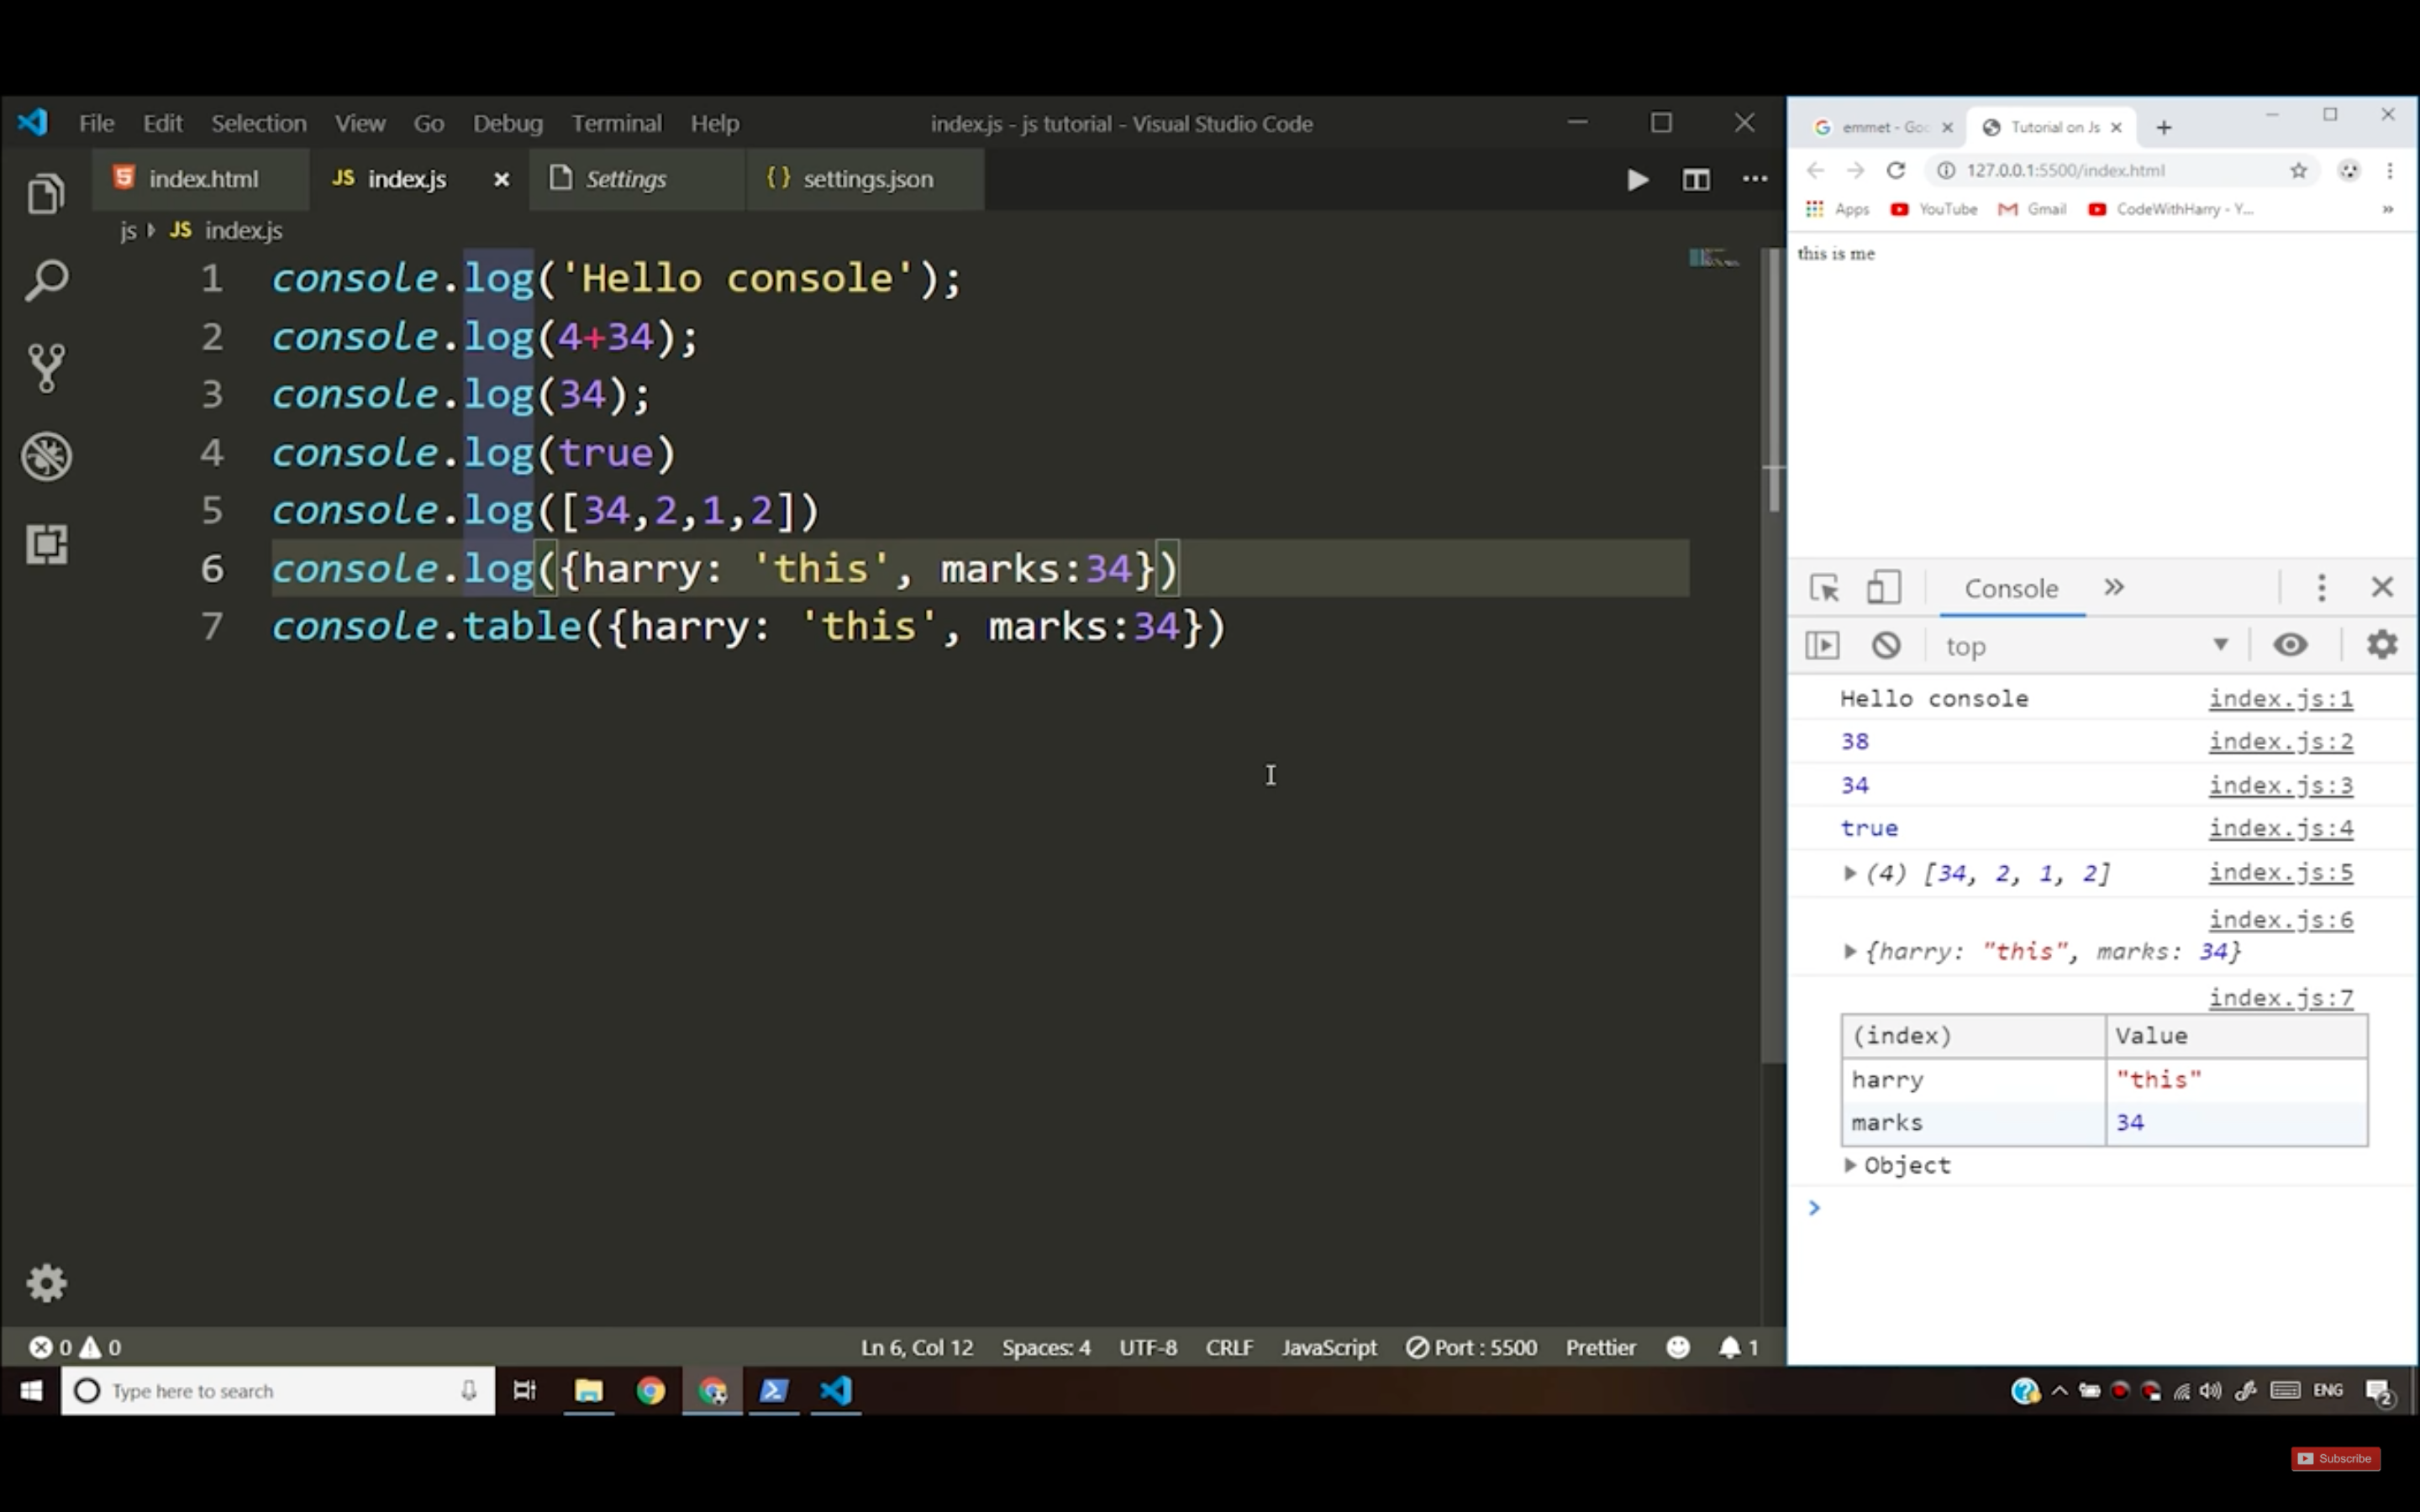 File Edit Selection View Go Debug Terminal Help
index.js - js tutorial - Visual Studio Code
index.html
JS index.js
Settings
{ } settings.json
js JS index.js
1 console.log('Hello console');
2 console.log(4+34);
3 console.log(34);
4 console.log(true)
5 console.log([34,2,1,2])
6 console.log({harry: 'this', marks:34})
7 console.table({harry: 'this', marks:34})
0 0
Ln 6, Col 12 Spaces: 4 UTF-8 CRLF JavaScript Port : 5500 Prettier 1
emmet - Goo
Tutorial on Js
127.0.0.1:5500/index.html
Apps YouTube Gmail CodeWithHarry - Y...
this is me
Console
top
Hello console index.js:1
38 index.js:2
34 index.js:3
true index.js:4
(4) [34, 2, 1, 2] index.js:5
index.js:6
{harry: "this", marks: 34}
index.js:7
(index) Value
harry "this"
marks 34
Object
Type here to search
ENG
2
Subscribe